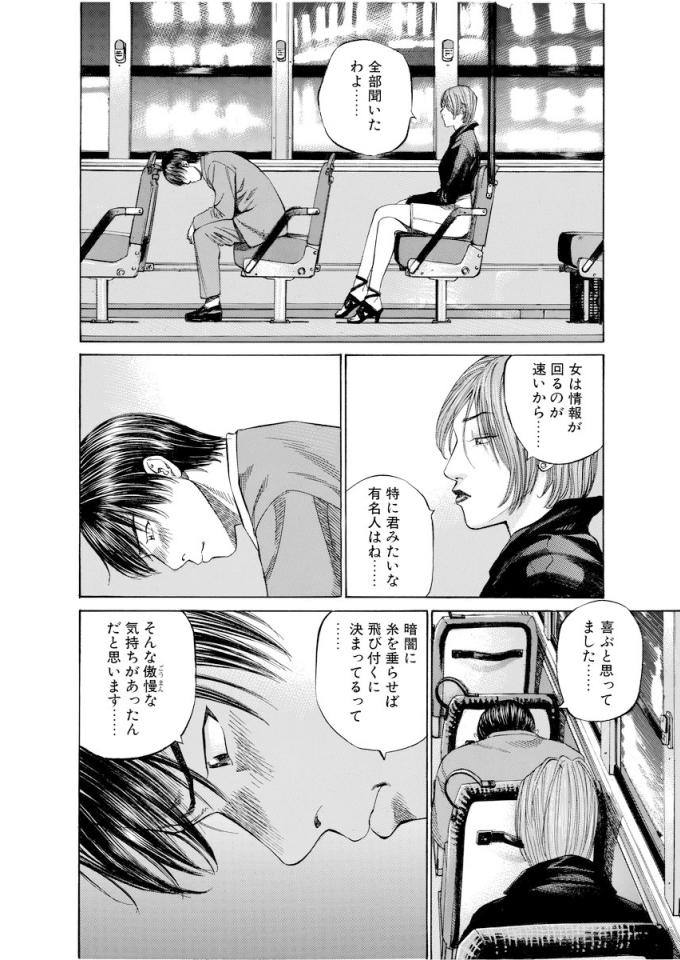 全部聞いた
わよ……
女は情報が
回るのが
速いから……
特に君みたいな
有名人はね……
喜ぶと思って
ました……
暗闇に
糸を垂らせば
飛び付くに
決まってるって
……
そんな傲慢な
ごうまん
気持ちがあったん
だと思います……